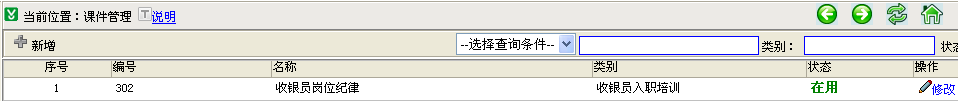 当前位置：课件管理 T说明
新增 --选择查询条件-- 类别： 状态
序号 编号 名称 类别 状态 操作
1 302 收银员岗位纪律 收银员入职培训 在用 修改